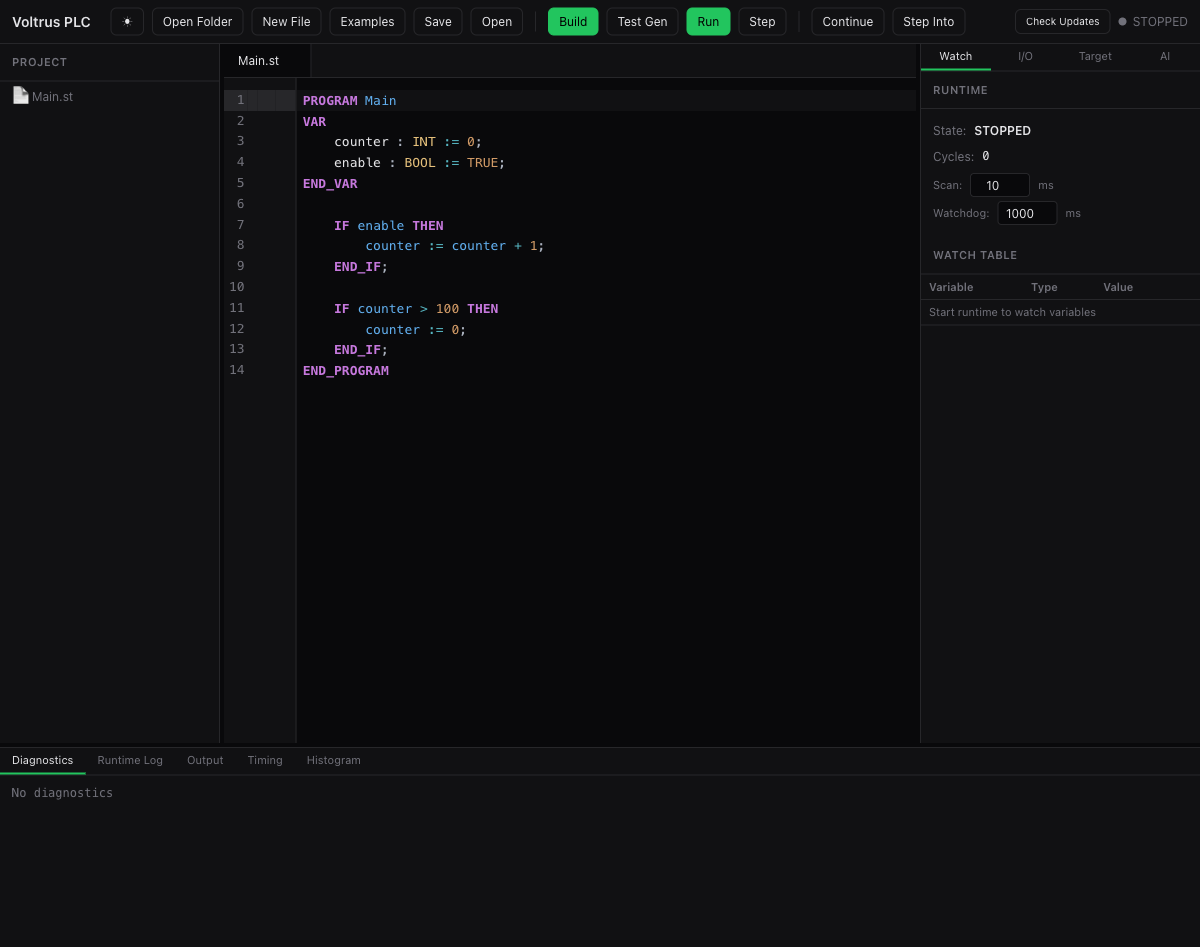 Voltrus PLC Open Folder New File Examples Save Open Build Test Gen Run Step Continue Step Into Check Updates STOPPED
PROJECT
Main.st
Main.st
1 PROGRAM Main
2 VAR
3     counter : INT := 0;
4     enable : BOOL := TRUE;
5 END_VAR
6
7     IF enable THEN
8         counter := counter + 1;
9     END_IF;
10
11     IF counter > 100 THEN
12         counter := 0;
13     END_IF;
14 END_PROGRAM
Watch I/O Target AI
RUNTIME
State: STOPPED
Cycles: 0
Scan: 10 ms
Watchdog: 1000 ms
WATCH TABLE
Variable Type Value
Start runtime to watch variables
Diagnostics Runtime Log Output Timing Histogram
No diagnostics